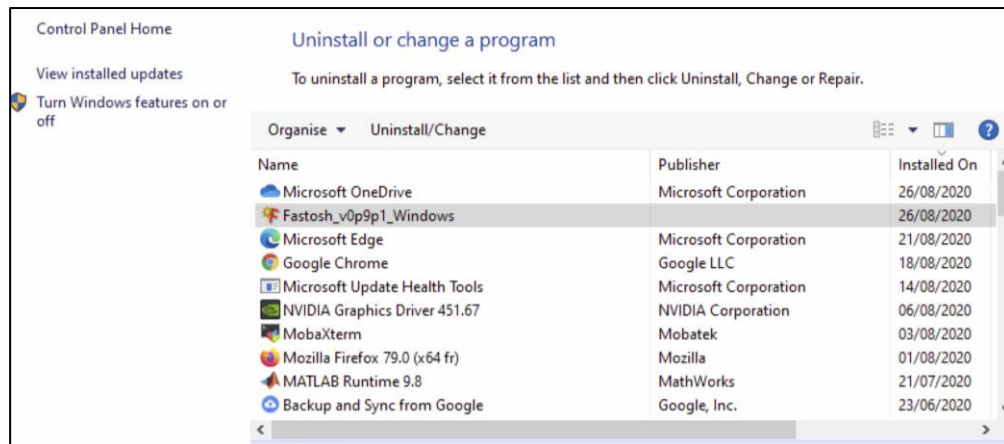 Control Panel Home
View installed updates
Turn Windows features on or
off
Uninstall or change a program
To uninstall a program, select it from the list and then click Uninstall, Change or Repair.
Organise Uninstall/Change
Name Publisher Installed On
Microsoft OneDrive Microsoft Corporation 26/08/2020
Fastosh_v0p9p1_Windows 26/08/2020
Microsoft Edge Microsoft Corporation 21/08/2020
Google Chrome Google LLC 18/08/2020
Microsoft Update Health Tools Microsoft Corporation 14/08/2020
NVIDIA Graphics Driver 451.67 NVIDIA Corporation 06/08/2020
MobaXterm Mobatek 03/08/2020
Mozilla Firefox 79.0 (x64 fr) Mozilla 01/08/2020
MATLAB Runtime 9.8 MathWorks 21/07/2020
Backup and Sync from Google Google, Inc. 23/06/2020